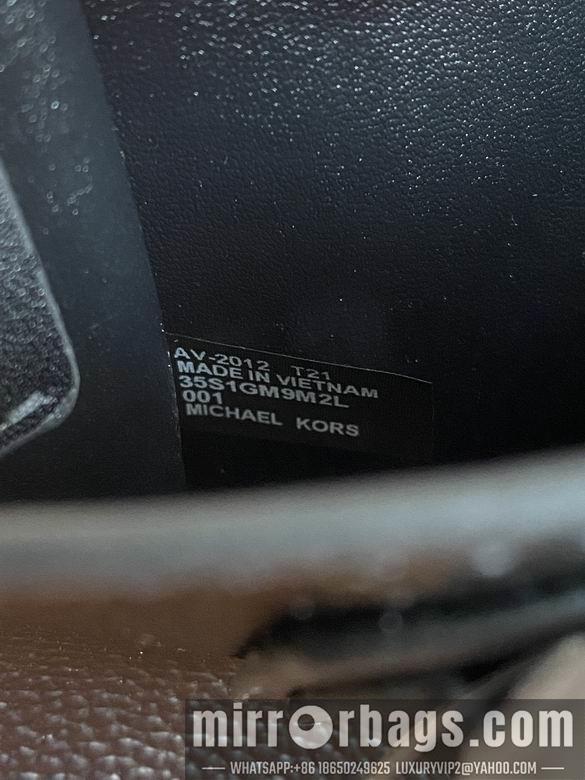 AV-2012 T21
MADE IN VIETNAM
35S1GM9M2L
001
MICHAEL KORS
mirrorbags.com
WHATSAPP:+86 18650249625 LUXURYVIP2@YAHOO.COM